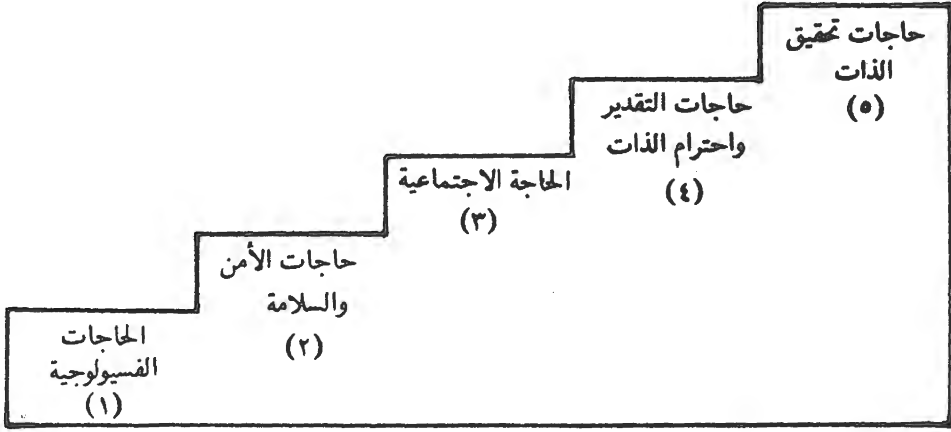 حاجات تحقيق
الذات
(٥)
حاجات التقدير
واحترام الذات
(٤)
الحاجة الاجتماعية
(٣)
حاجات الأمن
والسلامة
(٢)
الحاجات
الفسيولوجية
(١)